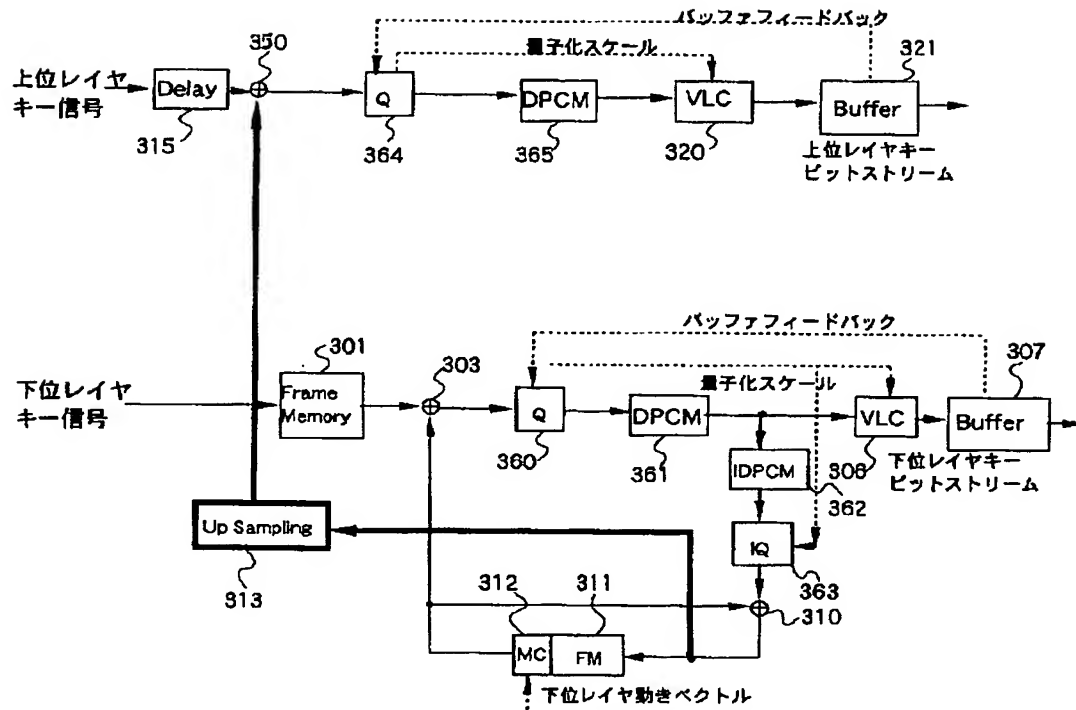 バッファフィードバック
350
量子化スケール
321
上位レイヤ
キー信号
Delay
Q
DPCM
VLC
Buffer
315
364
365
320
上位レイヤキー
ビットストリーム
バッファフィードバック
301
303
307
下位レイヤ
キー信号
Frame
Memory
量子化スケール
Q
DPCM
VLC
Buffer
360
361
306
下位レイヤキー
ビットストリーム
IDPCM
362
Up Sampling
IQ
363
313
312
311
310
MC
FM
下位レイヤ動きベクトル